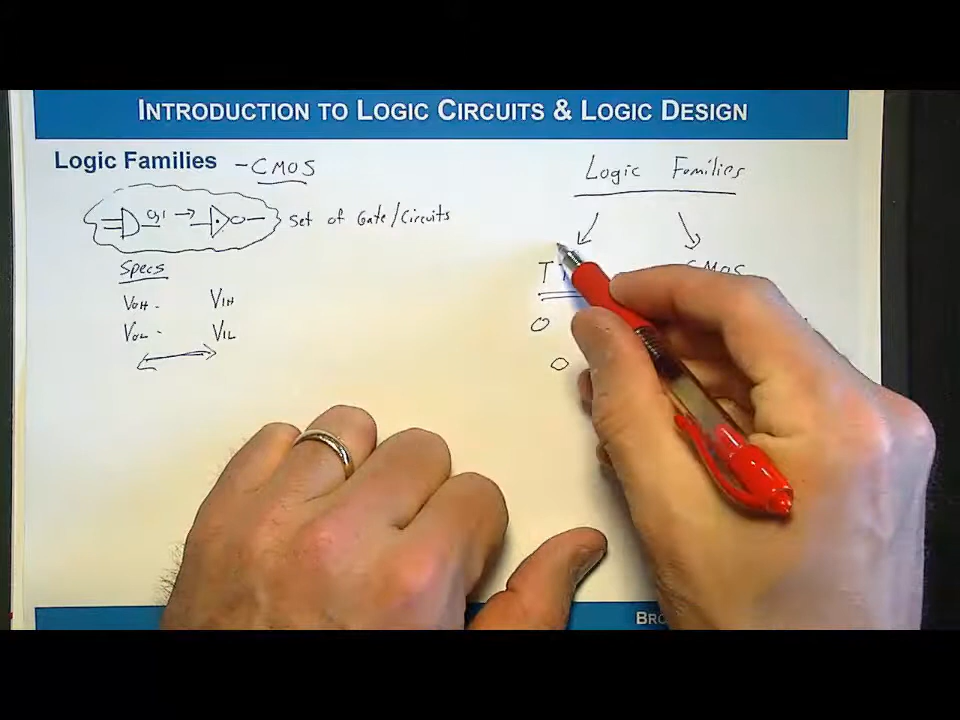 INTRODUCTION TO LOGIC CIRCUITS & LOGIC DESIGN
Logic Families - CMOS
Set of Gate/Circuits
Specs
VOH - VIH
VOL - VIL
Logic Families
CMOS